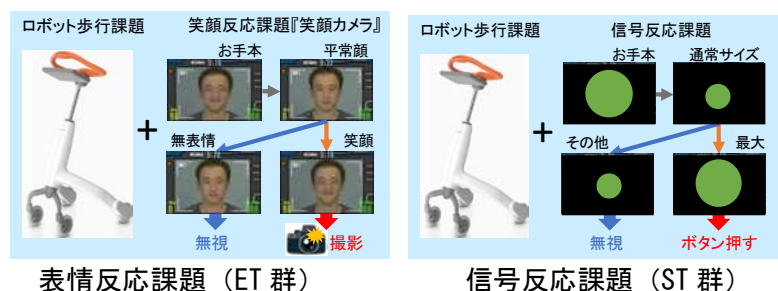 ロボット歩行課題
笑顔反応課題『笑顔カメラ』
お手本
平常顔
+
無表情
笑顔
無視
撮影
表情反応課題（ET 群）
ロボット歩行課題
信号反応課題
お手本
通常サイズ
+
その他
最大
無視
ボタン押す
信号反応課題（ST 群）